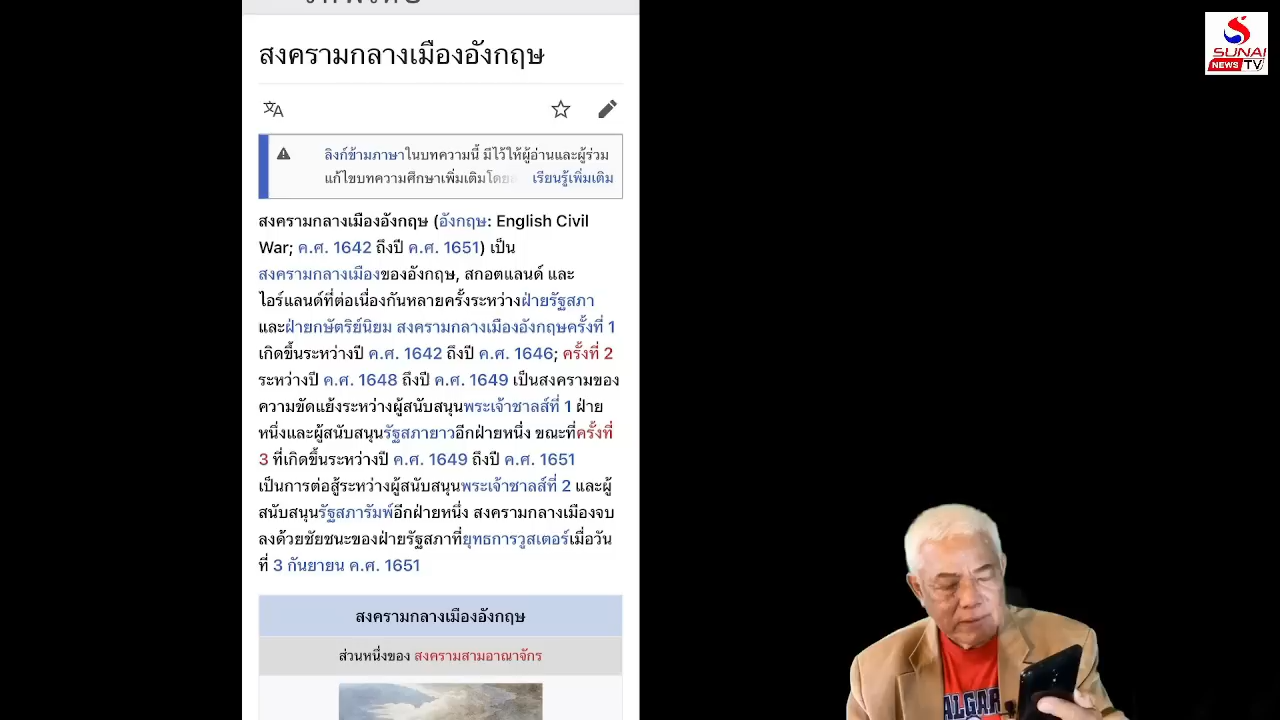 สงครามกลางเมืองอังกฤษ
ลิงก์ข้ามภาษาในบทความนี้ มีไว้ให้ผู้อ่านและผู้ร่วม
แก้ไขบทความศึกษาเพิ่มเติมโดย เรียนรู้เพิ่มเติม
สงครามกลางเมืองอังกฤษ (อังกฤษ: English Civil
War; ค.ศ. 1642 ถึงปี ค.ศ. 1651) เป็น
สงครามกลางเมืองของอังกฤษ, สกอตแลนด์ และ
ไอร์แลนด์ที่ต่อเนื่องกันหลายครั้งระหว่างฝ่ายรัฐสภา
และฝ่ายกษัตริย์นิยม สงครามกลางเมืองอังกฤษครั้งที่ 1
เกิดขึ้นระหว่างปี ค.ศ. 1642 ถึงปี ค.ศ. 1646; ครั้งที่ 2
ระหว่างปี ค.ศ. 1648 ถึงปี ค.ศ. 1649 เป็นสงครามของ
ความขัดแย้งระหว่างผู้สนับสนุนพระเจ้าชาลส์ที่ 1 ฝ่าย
หนึ่งและผู้สนับสนุนรัฐสภายาวอีกฝ่ายหนึ่ง ขณะที่ครั้งที่
3 ที่เกิดขึ้นระหว่างปี ค.ศ. 1649 ถึงปี ค.ศ. 1651
เป็นการต่อสู้ระหว่างผู้สนับสนุนพระเจ้าชาลส์ที่ 2 และผู้
สนับสนุนรัฐสภารัมพ์อีกฝ่ายหนึ่ง สงครามกลางเมืองจบ
ลงด้วยชัยชนะของฝ่ายรัฐสภาที่ยุทธการวูสเตอร์เมื่อวัน
ที่ 3 กันยายน ค.ศ. 1651
สงครามกลางเมืองอังกฤษ
ส่วนหนึ่งของ สงครามสามอาณาจักร
SUNAI
NEWS TV
ALGAR